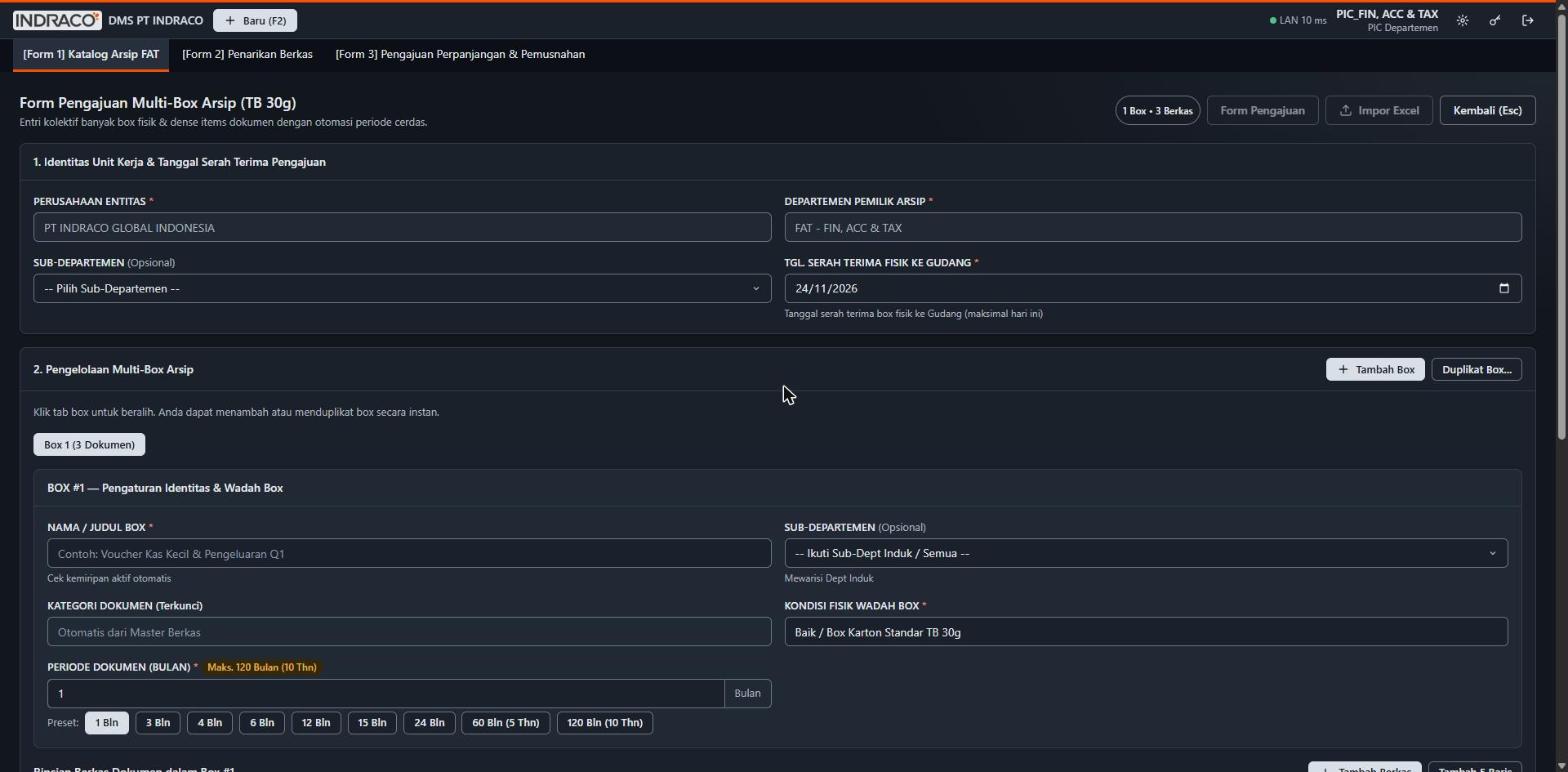 INDRACO DMS PT INDRACO + Baru (F2) LAN 10 ms PIC_FIN, ACC & TAX
PIC Departemen
[Form 1] Katalog Arsip FAT [Form 2] Penarikan Berkas [Form 3] Pengajuan Perpanjangan & Pemusnahan
Form Pengajuan Multi-Box Arsip (TB 30g)
Entri kolektif banyak box fisik & dense items dokumen dengan otomasi periode cerdas.
1 Box • 3 Berkas Form Pengajuan Impor Excel Kembali (Esc)
1. Identitas Unit Kerja & Tanggal Serah Terima Pengajuan
PERUSAHAAN ENTITAS * DEPARTEMEN PEMILIK ARSIP *
PT INDRACO GLOBAL INDONESIA FAT - FIN, ACC & TAX
SUB-DEPARTEMEN (Opsional) TGL. SERAH TERIMA FISIK KE GUDANG *
-- Pilih Sub-Departemen -- 24/11/2026
Tanggal serah terima box fisik ke Gudang (maksimal hari ini)
2. Pengelolaan Multi-Box Arsip + Tambah Box Duplikat Box...
Klik tab box untuk beralih. Anda dapat menambah atau menduplikat box secara instan.
Box 1 (3 Dokumen)
BOX #1 — Pengaturan Identitas & Wadah Box
NAMA / JUDUL BOX * SUB-DEPARTEMEN (Opsional)
Contoh: Voucher Kas Kecil & Pengeluaran Q1 -- Ikuti Sub-Dept Induk / Semua --
Cek kemiripan aktif otomatis Mewarisi Dept Induk
KATEGORI DOKUMEN (Terkunci) KONDISI FISIK WADAH BOX *
Otomatis dari Master Berkas Baik / Box Karton Standar TB 30g
PERIODE DOKUMEN (BULAN) * Maks. 120 Bulan (10 Thn)
1 Bulan
Preset: 1 Bln 3 Bln 4 Bln 6 Bln 12 Bln 15 Bln 24 Bln 60 Bln (5 Thn) 120 Bln (10 Thn)
Rincian Berkas Dokumen dalam Box #1 + Tambah Berkas Tambah 5 Baris